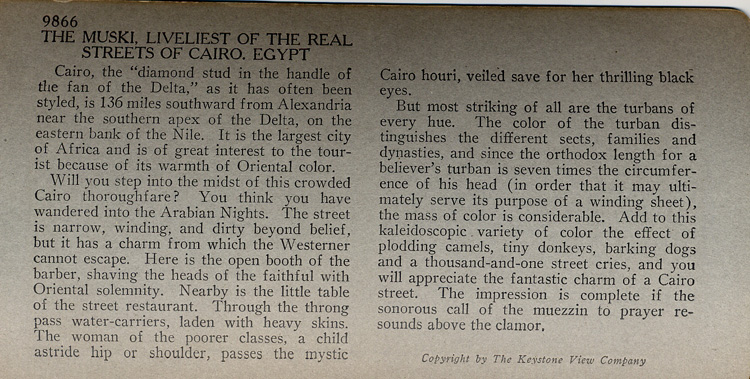 9866
THE MUSKI, LIVELIEST OF THE REAL
STREETS OF CAIRO. EGYPT
Cairo, the “diamond stud in the handle of
the fan of the Delta,” as it has often been
styled, is 136 miles southward from Alexandria
near the southern apex of the Delta, on the
eastern bank of the Nile. It is the largest city
of Africa and is of great interest to the tour-
ist because of its warmth of Oriental color.
Will you step into the midst of this crowded
Cairo thoroughfare? You think you have
wandered into the Arabian Nights. The street
is narrow, winding, and dirty beyond belief,
but it has a charm from which the Westerner
cannot escape. Here is the open booth of the
barber, shaving the heads of the faithful with
Oriental solemnity. Nearby is the little table
of the street restaurant. Through the throng
pass water-carriers, laden with heavy skins.
The woman of the poorer classes, a child
astride hip or shoulder, passes the mystic
Cairo houri, veiled save for her thrilling black
eyes.
But most striking of all are the turbans of
every hue. The color of the turban dis-
tinguishes the different sects, families and
dynasties, and since the orthodox length for a
believer's turban is seven times the circumfer-
ence of his head (in order that it may ulti-
mately serve its purpose of a winding sheet),
the mass of color is considerable. Add to this
kaleidoscopic variety of color the effect of
plodding camels, tiny donkeys, barking dogs
and a thousand-and-one street cries, and you
will appreciate the fantastic charm of a Cairo
street. The impression is complete if the
sonorous call of the muezzin to prayer re-
sounds above the clamor.
Copyright by The Keystone View Company